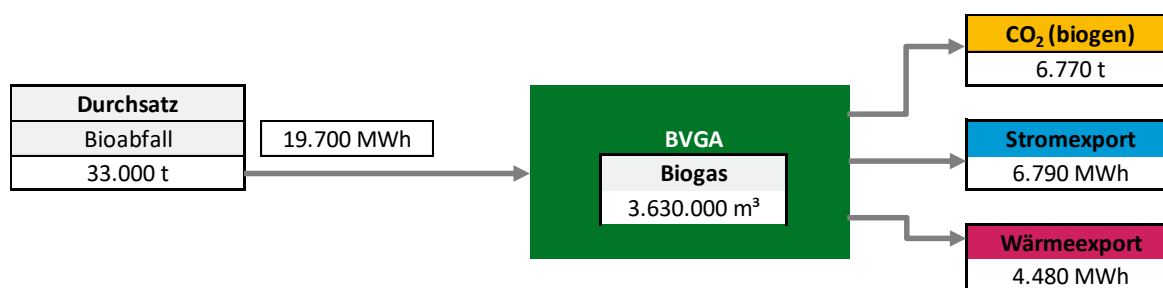 Durchsatz
Bioabfall
33.000 t
19.700 MWh
BVGA
Biogas
3.630.000 m³
CO₂ (biogen)
6.770 t
Stromexport
6.790 MWh
Wärmeexport
4.480 MWh